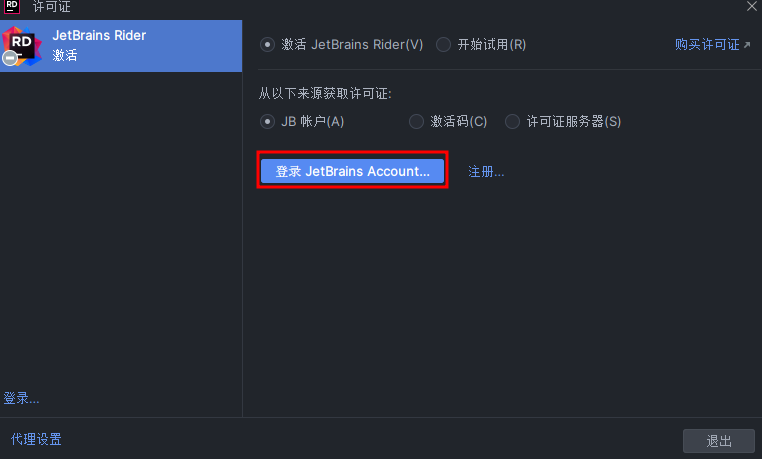 RD
许可证
RD
JetBrains Rider
激活
激活 JetBrains Rider(V)
开始试用(R)
购买许可证
从以下来源获取许可证:
JB 帐户(A)
激活码(C)
许可证服务器(S)
登录 JetBrains Account...
注册...
登录...
代理设置
退出